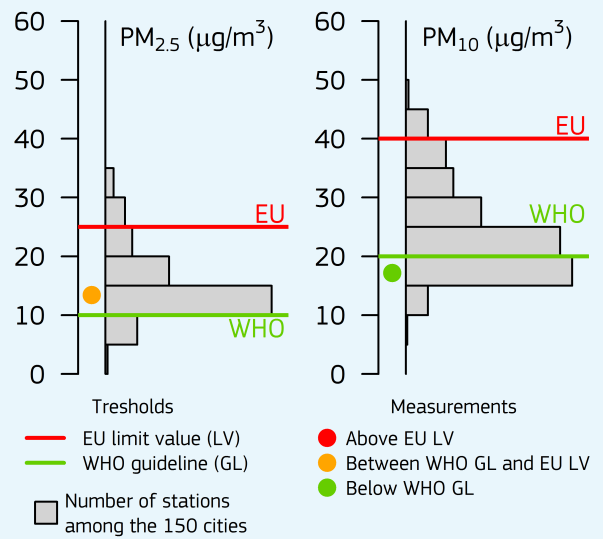 PM2.5 (μg/m³)
60
50
40
30
20
10
0
EU
WHO
PM10 (μg/m³)
60
50
40
30
20
10
0
EU
WHO
Tresholds
EU limit value (LV)
WHO guideline (GL)
Number of stations
among the 150 cities
Measurements
Above EU LV
Between WHO GL and EU LV
Below WHO GL